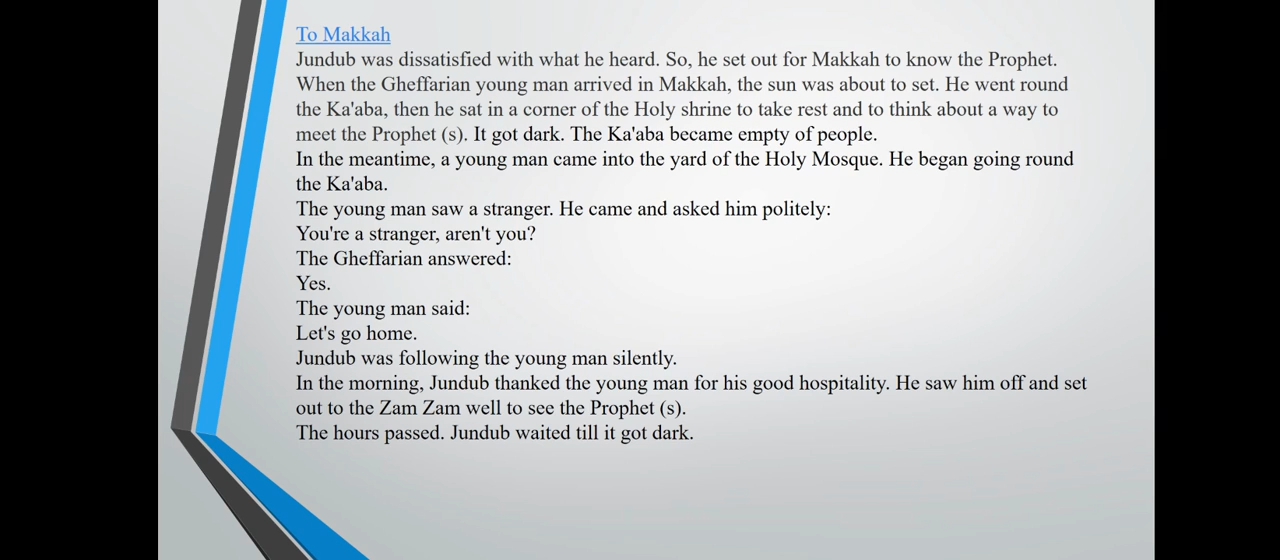 To Makkah
Jundub was dissatisfied with what he heard. So, he set out for Makkah to know the Prophet.
When the Gheffarian young man arrived in Makkah, the sun was about to set. He went round
the Ka'aba, then he sat in a corner of the Holy shrine to take rest and to think about a way to
meet the Prophet (s). It got dark. The Ka'aba became empty of people.
In the meantime, a young man came into the yard of the Holy Mosque. He began going round
the Ka'aba.
The young man saw a stranger. He came and asked him politely:
You're a stranger, aren't you?
The Gheffarian answered:
Yes.
The young man said:
Let's go home.
Jundub was following the young man silently.
In the morning, Jundub thanked the young man for his good hospitality. He saw him off and set
out to the Zam Zam well to see the Prophet (s).
The hours passed. Jundub waited till it got dark.